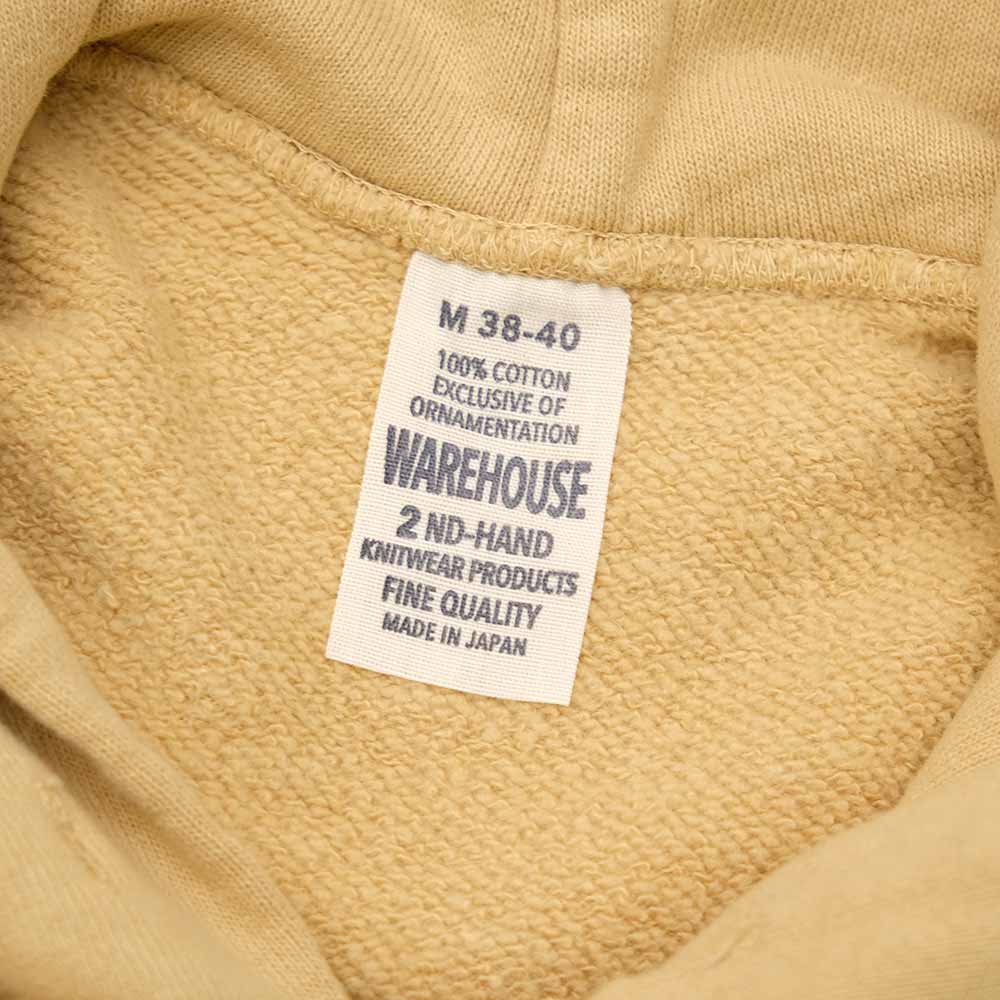 M 38-40
100% COTTON
EXCLUSIVE OF
ORNAMENTATION
WAREHOUSE
2 ND-HAND
KNITWEAR PRODUCTS
FINE QUALITY
MADE IN JAPAN